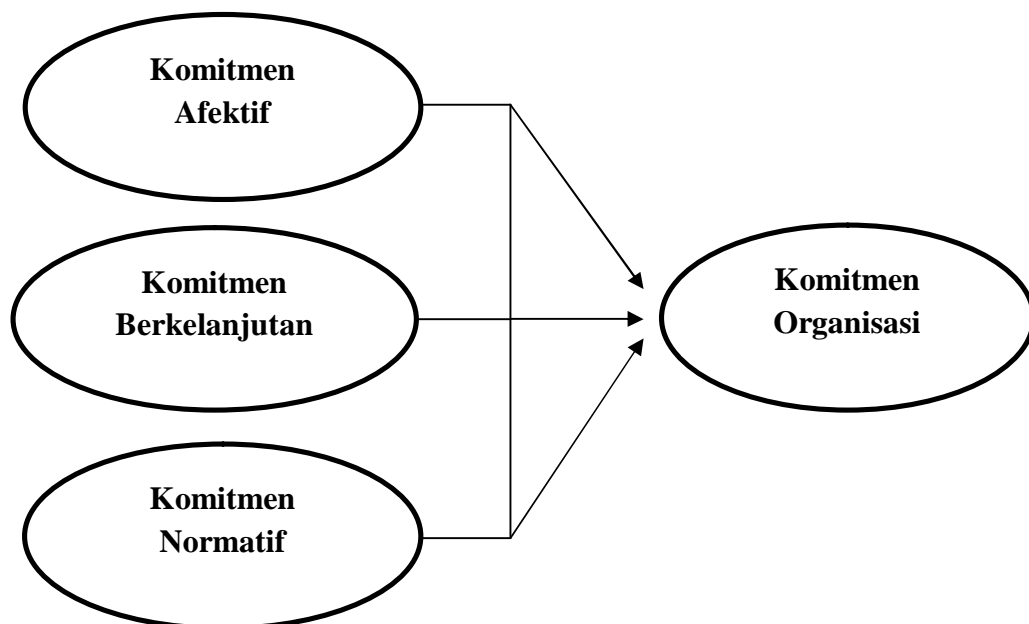 Komitmen
Afektif
Komitmen
Berkelanjutan
Komitmen
Organisasi
Komitmen
Normatif